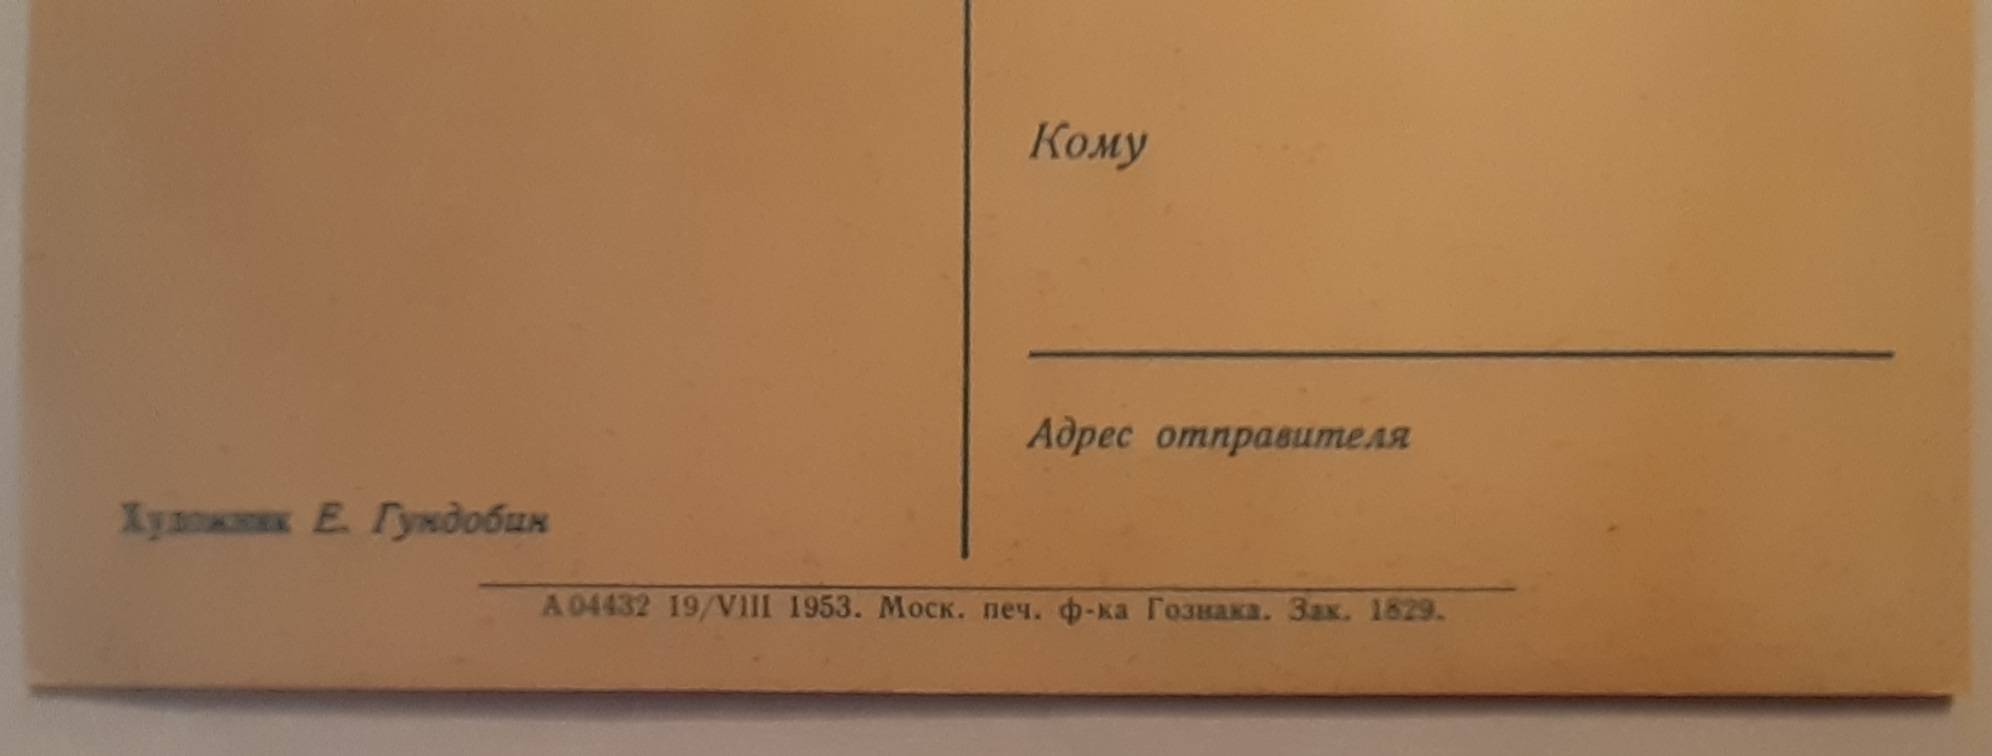 Кому
Адрес отправителя
Художник Е. Гундобин
А 04432 19/VIII 1953. Моск. печ. ф-ка Гознака. Зак. 1829.